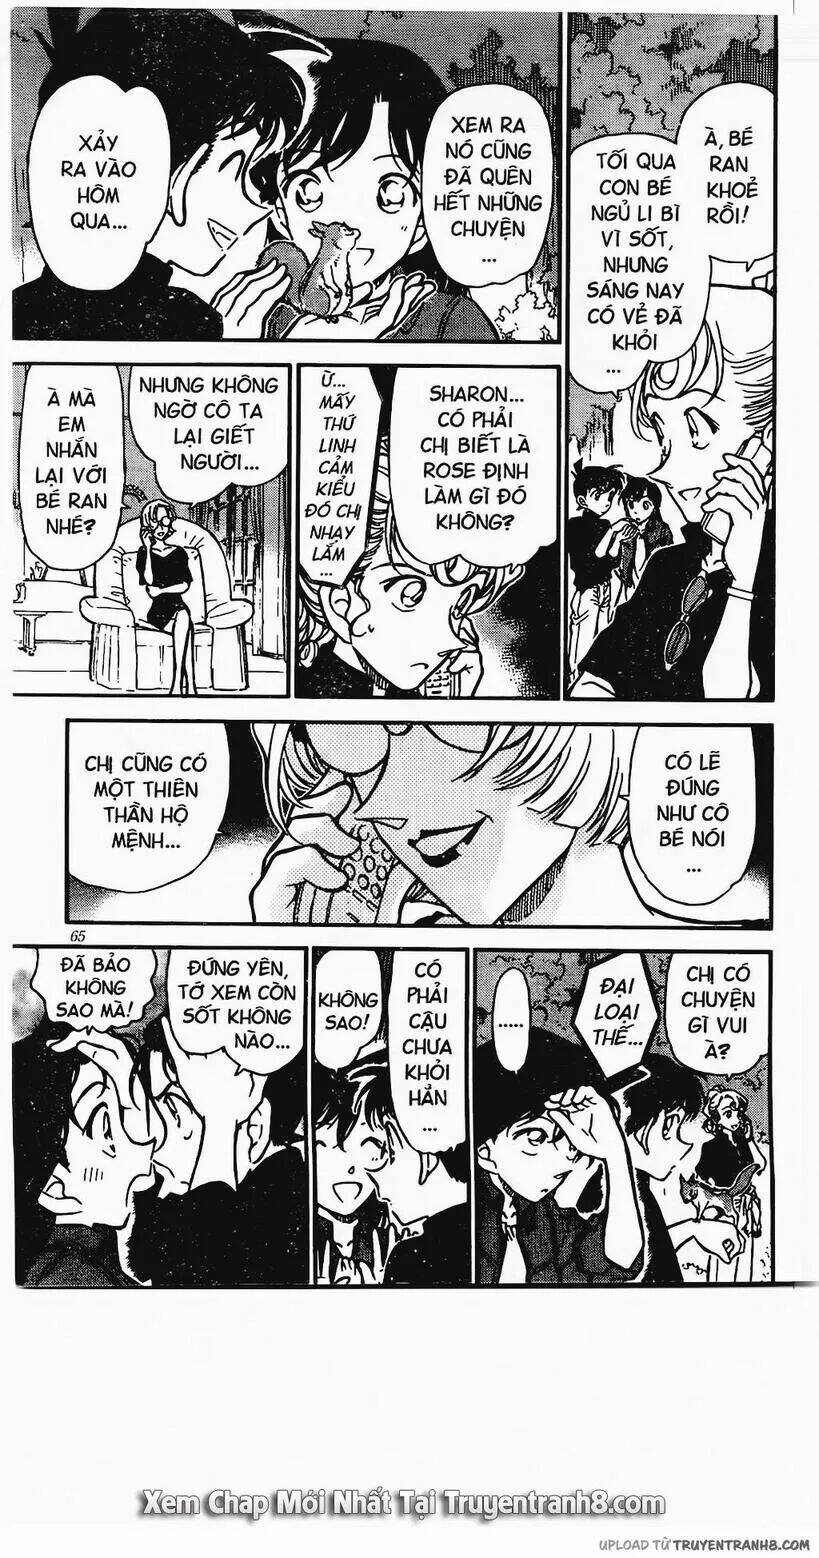 À, BÉ
RAN
KHOẺ
RỒI!
TỐI QUA
CON BÉ
NGỦ LI BÌ
VÌ SỐT,
NHƯNG
SÁNG NAY
CÓ VẺ ĐÃ
KHỎI
...
XEM RA
NÓ CŨNG
ĐÃ QUÊN
HẾT NHỮNG
CHUYỆN
...
XẢY
RA VÀO
HÔM
QUA...
SHARON...
CÓ PHẢI
CHỊ BIẾT LÀ
ROSE ĐỊNH
LÀM GÌ ĐÓ
KHÔNG?
Ừ...
MẤY
THỨ
LINH
CẢM
KIỂU
ĐÓ CHỊ
NHẠY
LẮM
...
NHƯNG KHÔNG
NGỜ CÔ TA
LẠI GIẾT
NGƯỜI...
À MÀ
EM
NHẮN
LẠI VỚI
BÉ RAN
NHÉ?
CÓ LẼ
ĐÚNG
NHƯ CÔ
BÉ NÓI
...
CHỊ CŨNG CÓ
MỘT THIÊN
THẦN HỘ
MỆNH...
65
CHỊ CÓ
CHUYỆN
GÌ VUI
À?
ĐẠI
LOẠI
THẾ...
......
CÓ
PHẢI
CẬU
CHƯA
KHỎI
HẲN
...
KHÔNG
SAO!
ĐỨNG YÊN,
TỚ XEM CÒN
SỐT KHÔNG
NÀO...
ĐÃ BẢO
KHÔNG
SAO MÀ!
Xem Chap Mới Nhất Tại Truyentranh8.com
UPLOAD TỪ TRUYENTRANH8.COM